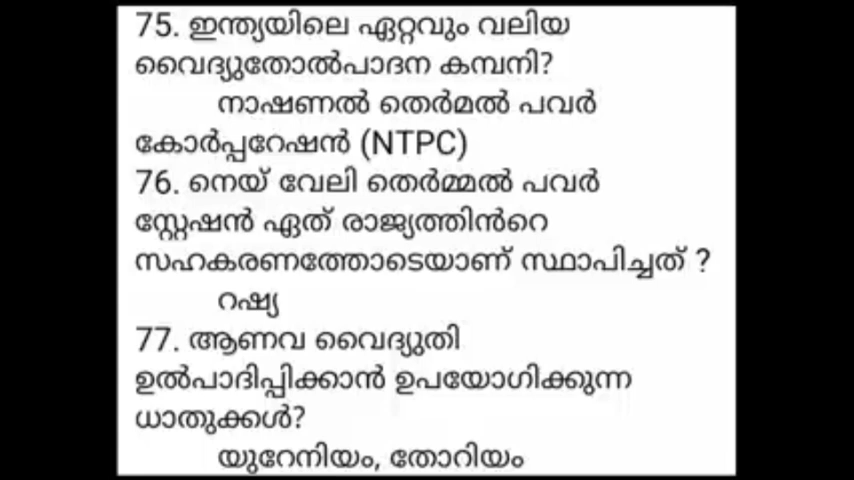 75. ഇന്ത്യയിലെ ഏറ്റവും വലിയ
വൈദ്യുതോൽപാദന കമ്പനി?
നാഷണൽ തെർമൽ പവർ
കോർപ്പറേഷൻ (NTPC)
76. നെയ് വേലി തെർമ്മൽ പവർ
സ്റ്റേഷൻ ഏത് രാജ്യത്തിൻറെ
സഹകരണത്തോടെയാണ് സ്ഥാപിച്ചത് ?
റഷ്യ
77. ആണവ വൈദ്യുതി
ഉൽപാദിപ്പിക്കാൻ ഉപയോഗിക്കുന്ന
ധാതുക്കൾ?
യുറേനിയം, തോറിയം